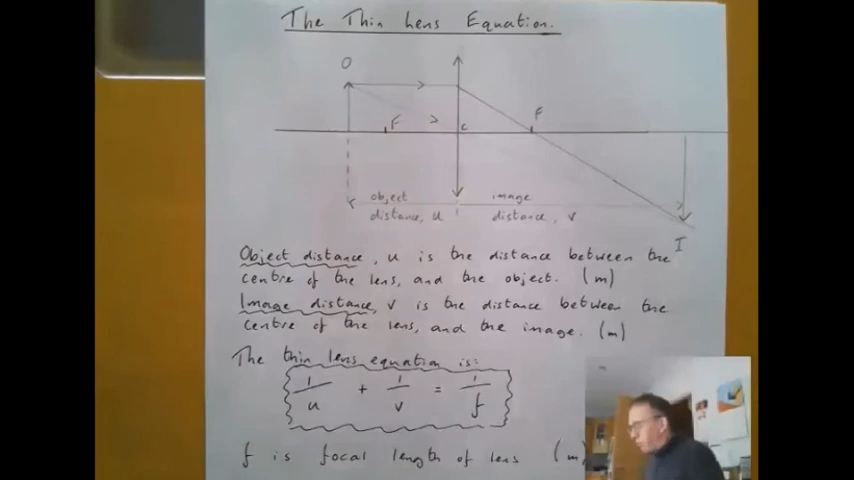 The Thin Lens Equation.
O
F
F
c
object
distance, u
image
distance, v
I
Object distance, u is the distance between the
centre of the lens, and the object. (m)
Image distance, v is the distance between the
centre of the lens, and the image. (m)
The thin lens equation is:
1/u + 1/v = 1/f
f is focal length of lens (m